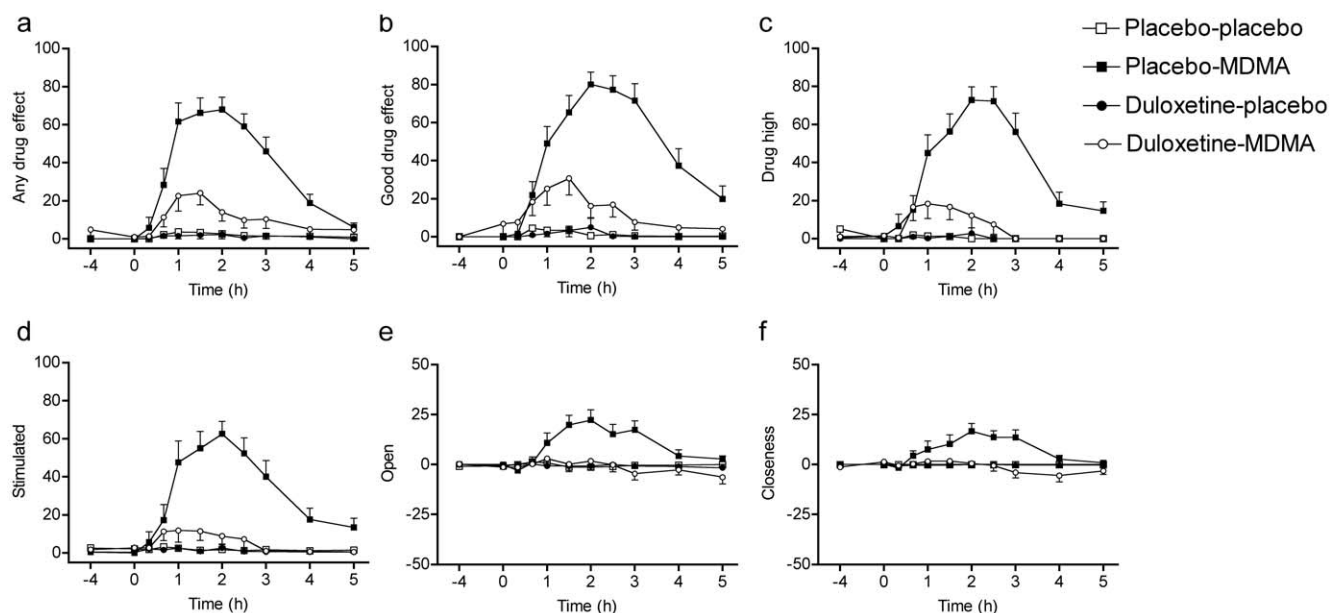 a
b
c
Placebo-placebo
Placebo-MDMA
Duloxetine-placebo
Duloxetine-MDMA
100
80
60
40
20
0
Any drug effect
-4 0 1 2 3 4 5
Time (h)
100
80
60
40
20
0
Good drug effect
-4 0 1 2 3 4 5
Time (h)
100
80
60
40
20
0
Drug high
-4 0 1 2 3 4 5
Time (h)
d
e
f
100
80
60
40
20
0
Stimulated
-4 0 1 2 3 4 5
Time (h)
50
25
0
-25
-50
Open
-4 0 1 2 3 4 5
Time (h)
50
25
0
-25
-50
Closeness
-4 0 1 2 3 4 5
Time (h)